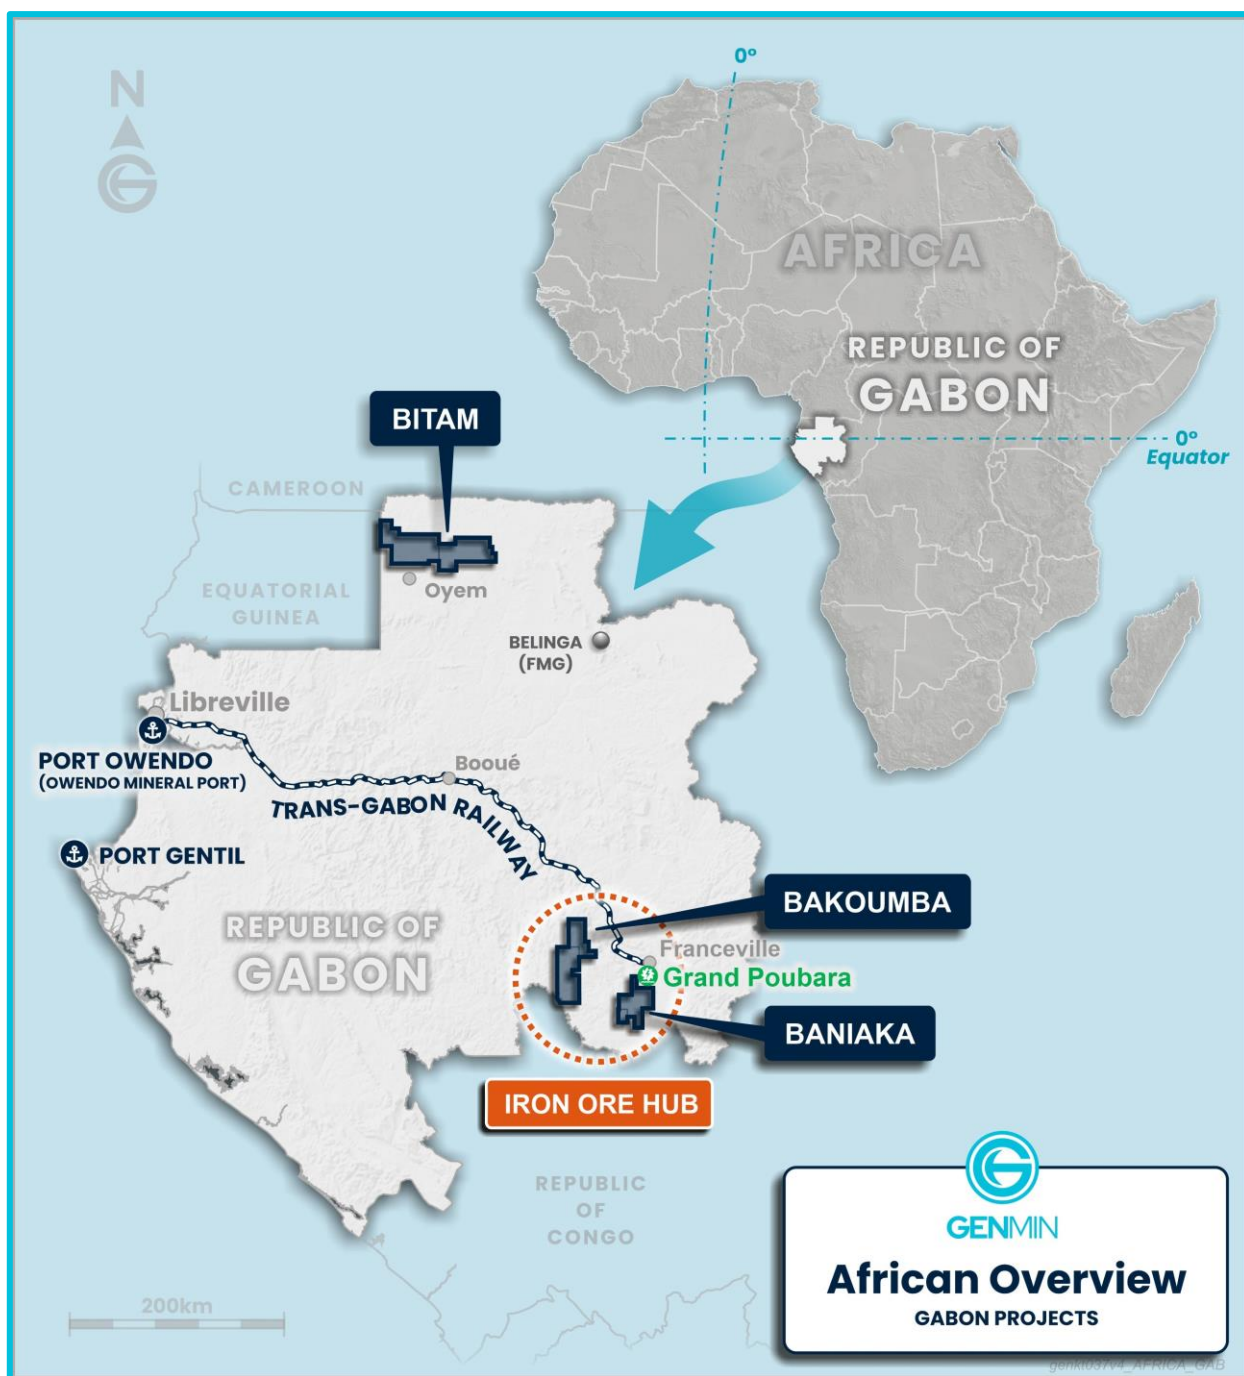 N
0°
AFRICA
REPUBLIC OF
GABON
0°
Equator
BITAM
CAMEROON
EQUATORIAL
GUINEA
Oyem
BELINGA
(FMG)
Libreville
PORT OWENDO
(OWENDO MINERAL PORT)
Booué
TRANS-GABON RAILWAY
PORT GENTIL
REPUBLIC OF
GABON
BAKOUMBA
Franceville
Grand Poubara
BANIAKA
IRON ORE HUB
REPUBLIC
OF
CONGO
200km
GENMIN
African Overview
GABON PROJECTS
genkt037v4_AFRICA_GAB